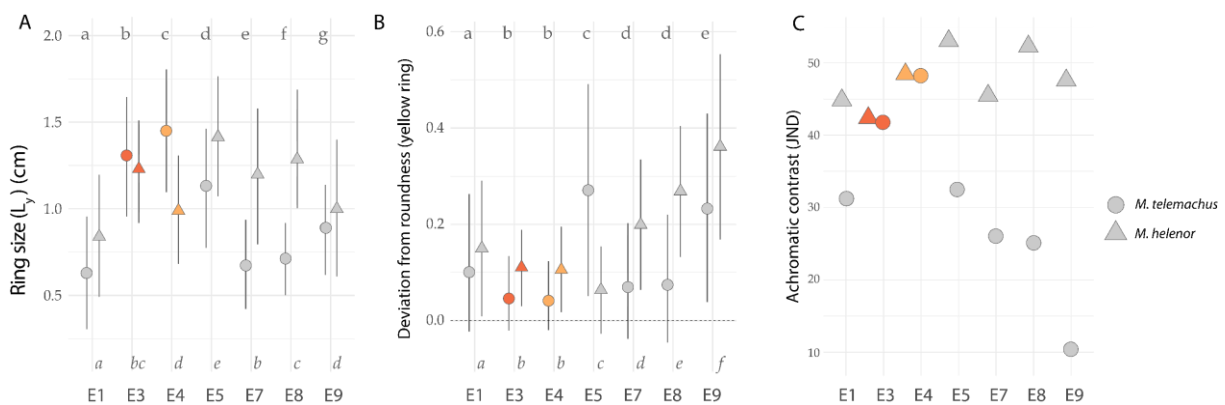 A
Ring size (Ly) (cm)
2.0
1.5
1.0
0.5
a b c d e f g
a bc d e b c d
E1 E3 E4 E5 E7 E8 E9
B
Deviation from roundness (yellow ring)
0.6
0.4
0.2
0.0
a b b c d d e
a b b c d e f
E1 E3 E4 E5 E7 E8 E9
C
Achromatic contrast (JND)
50
40
30
20
10
E1 E3 E4 E5 E7 E8 E9
M. telemachus
M. helenor